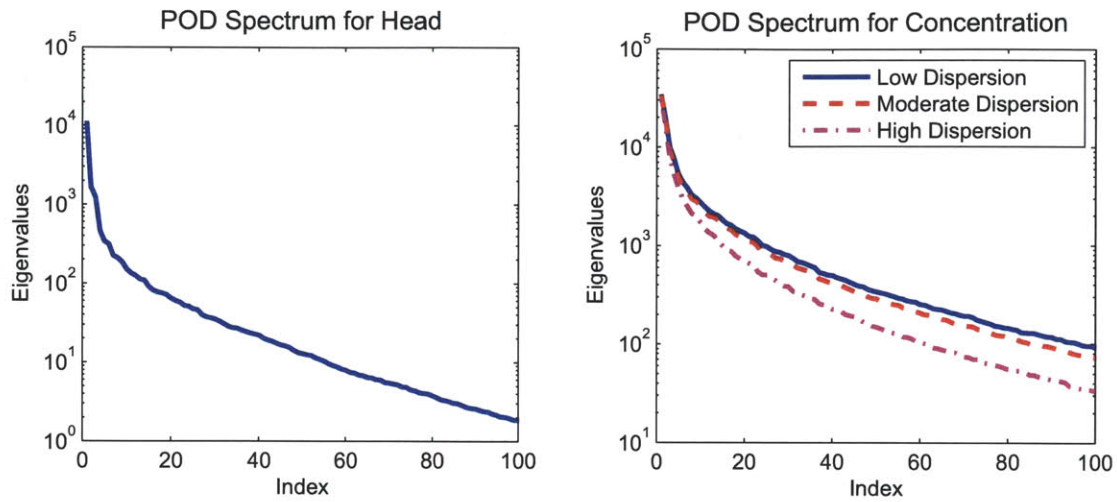 POD Spectrum for Head
10^5
10^4
10^3
10^2
10^1
10^0
Eigenvalues
0 20 40 60 80 100
Index
POD Spectrum for Concentration
10^5
10^4
10^3
10^2
10^1
Eigenvalues
Low Dispersion
Moderate Dispersion
High Dispersion
0 20 40 60 80 100
Index